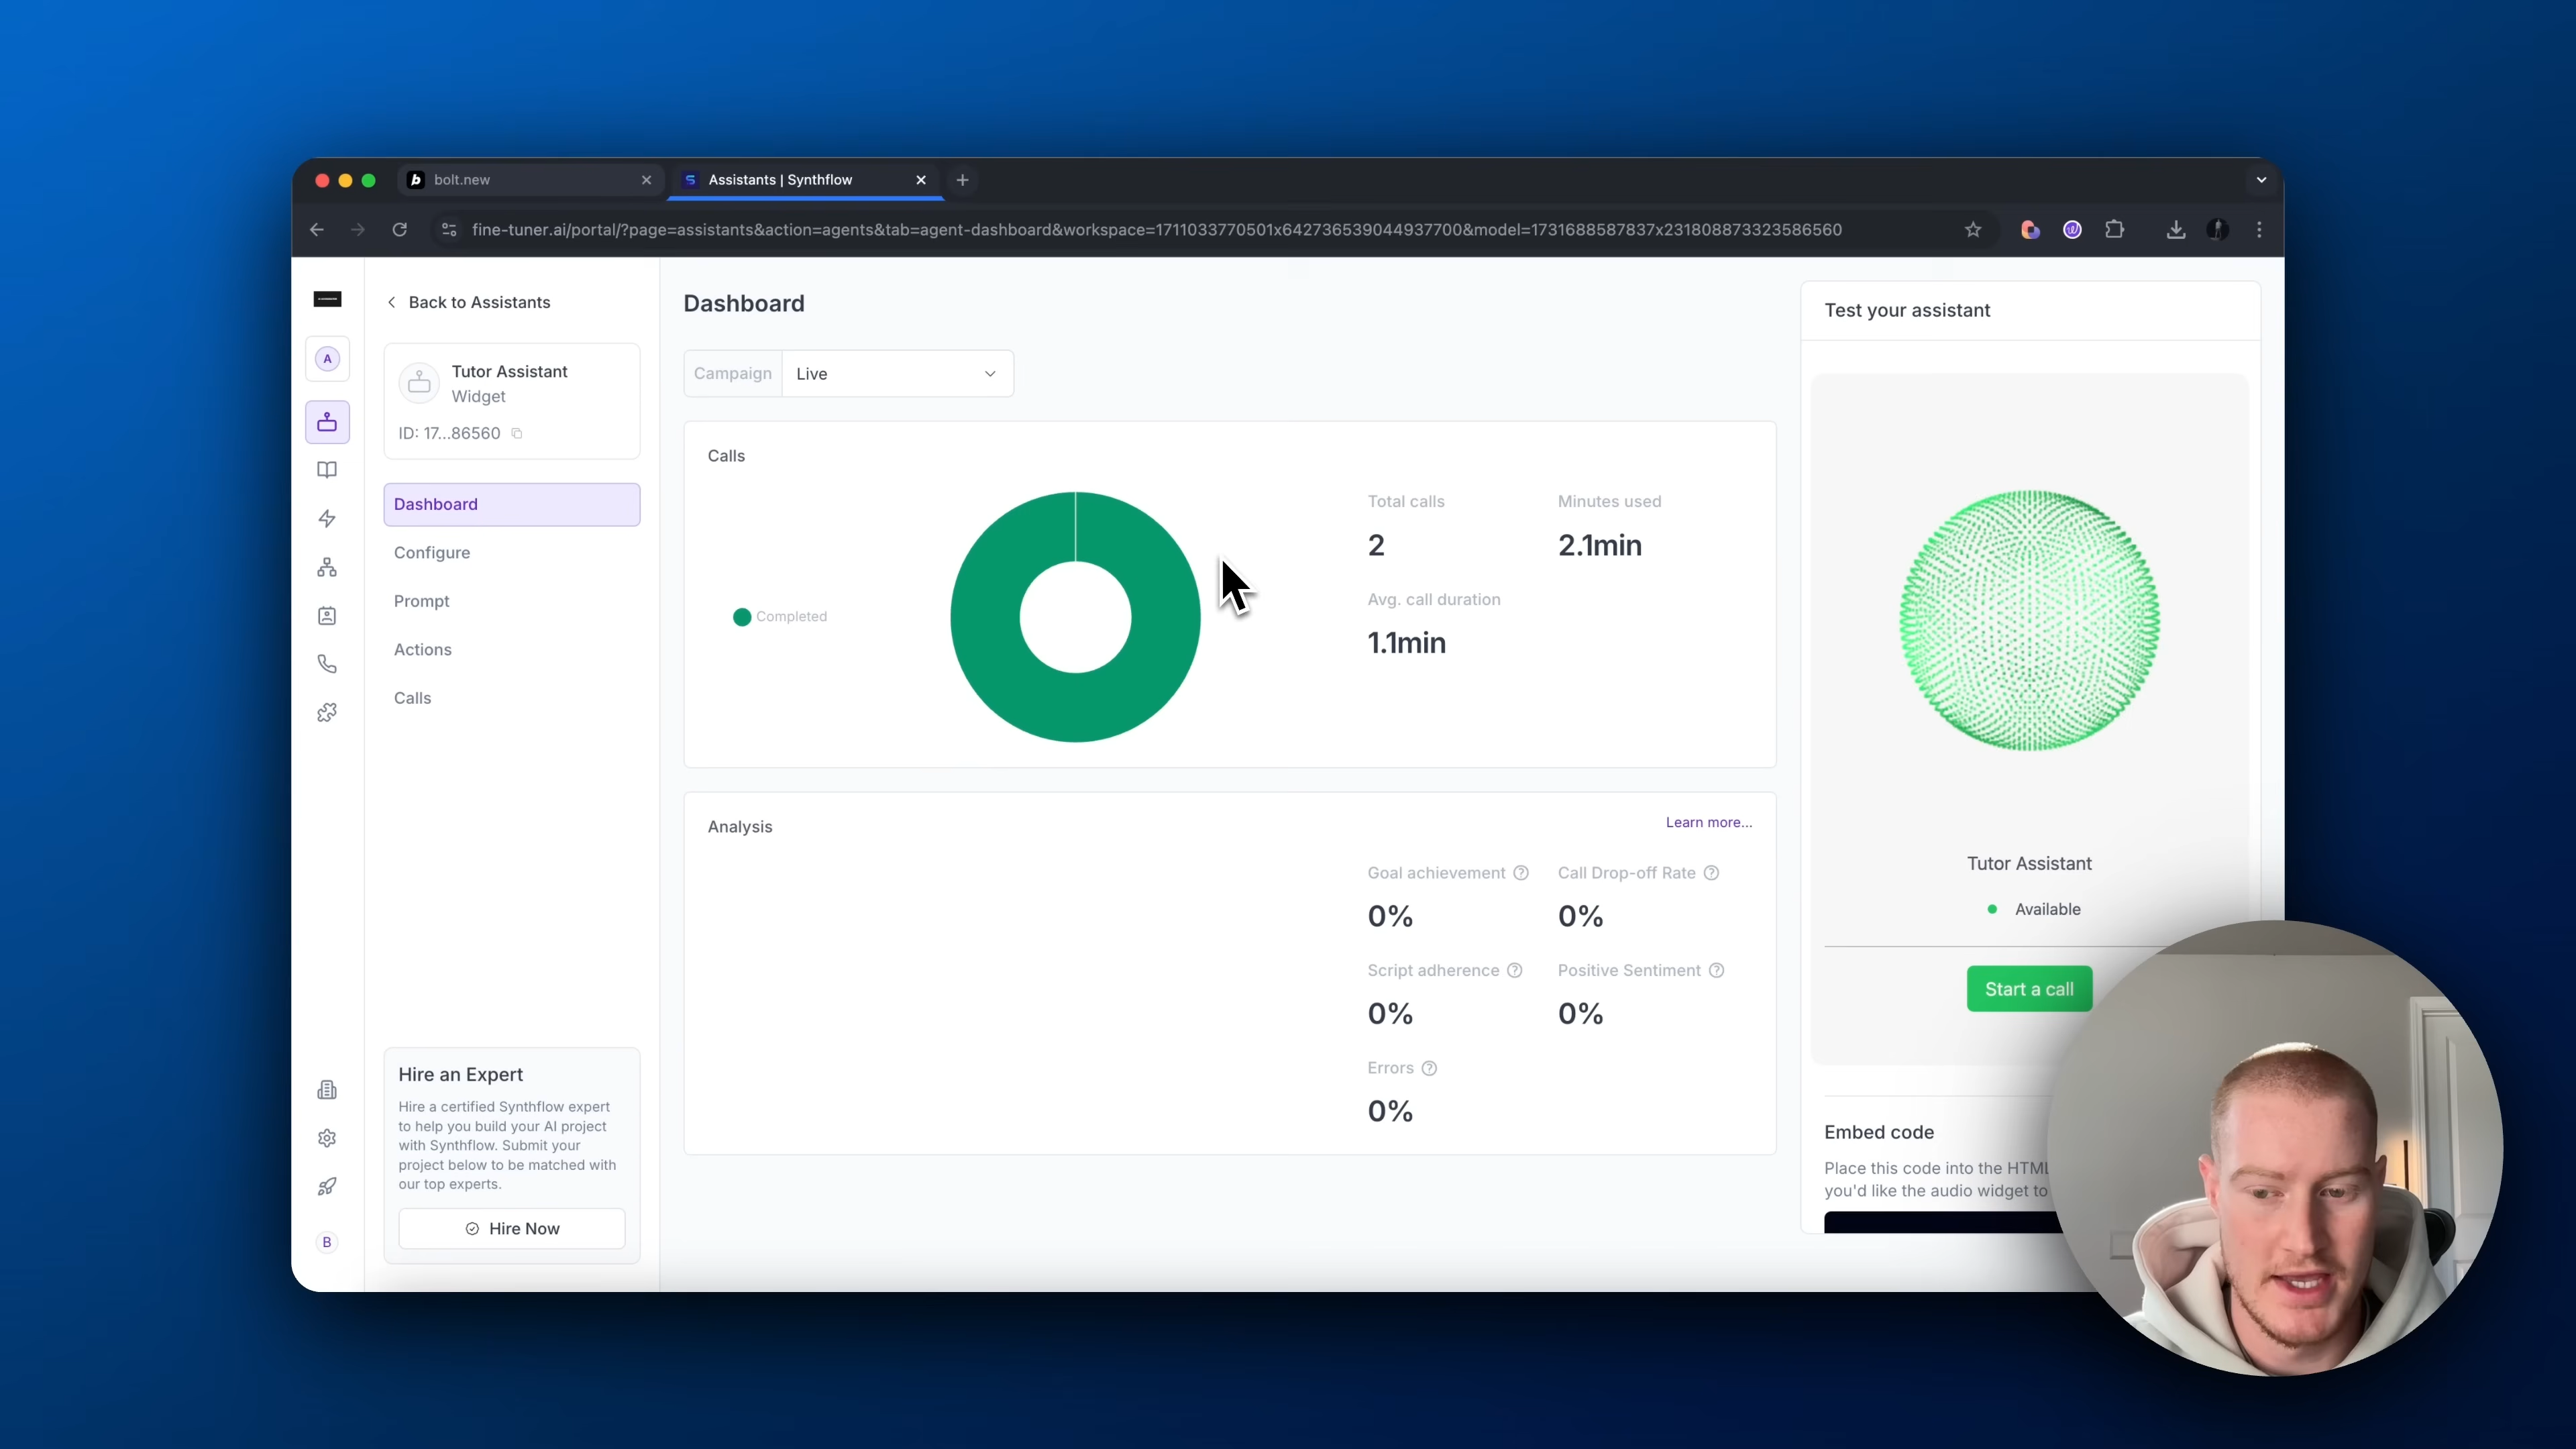 bolt.new
Assistants | Synthflow
fine-tuner.ai/portal/?page=assistants&action=agents&tab=agent-dashboard&workspace=1711033770501x642736539044937700&model=1731688587837x231808873323586560
A
B
Back to Assistants
Tutor Assistant
Widget
ID: 17...86560
Dashboard
Configure
Prompt
Actions
Calls
Hire an Expert
Hire a certified Synthflow expert
to help you build your AI project
with Synthflow. Submit your
project below to be matched with
our top experts.
Hire Now
Dashboard
Campaign
Live
Calls
Completed
Total calls
2
Minutes used
2.1min
Avg. call duration
1.1min
Analysis
Learn more...
Goal achievement
0%
Call Drop-off Rate
0%
Script adherence
0%
Positive Sentiment
0%
Errors
0%
Test your assistant
Tutor Assistant
Available
Start a call
Embed code
Place this code into the HTML
you'd like the audio widget to